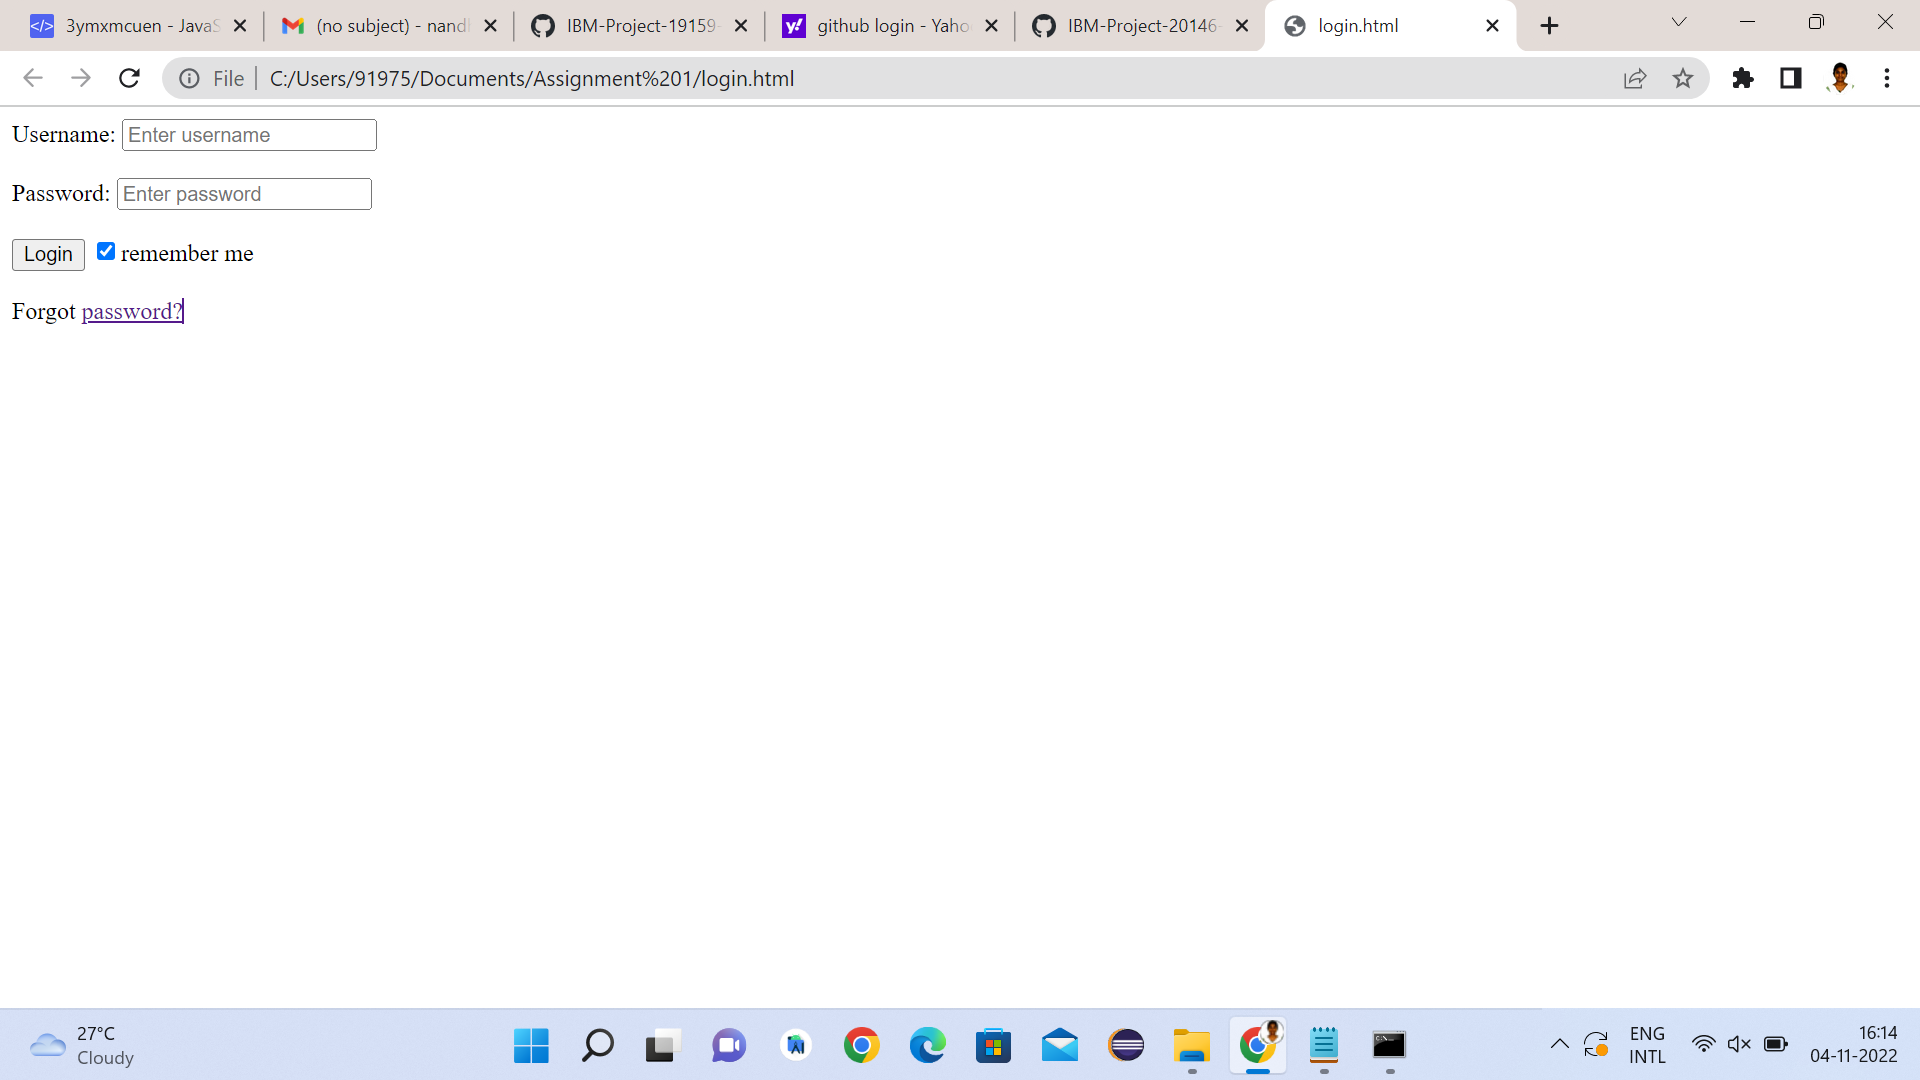 3ymxmcuen - JavaS
(no subject) - nandh
IBM-Project-19159-
github login - Yaho
IBM-Project-20146-
login.html
File
C:/Users/91975/Documents/Assignment%201/login.html
Username: Enter username
Password: Enter password
Login remember me
Forgot password?
27°C
Cloudy
ENG
INTL
16:14
04-11-2022